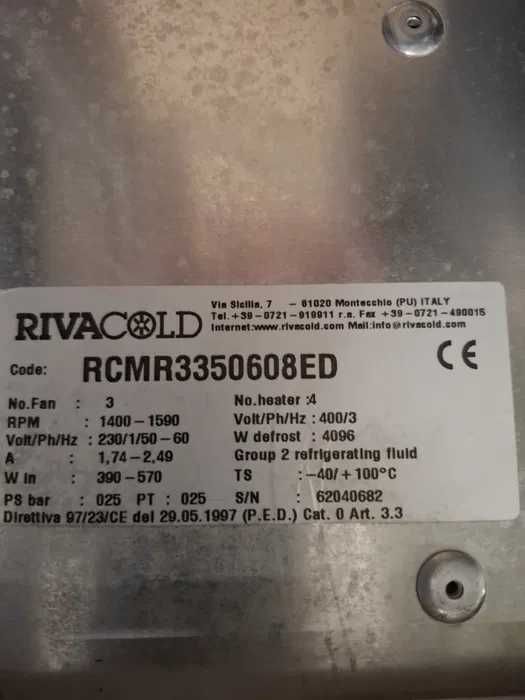 Via Sicilia, 7 - 61020 Montecchio (PU) ITALY
Tel.+39-0721-919911 r.a. Fax +39-0721-490015
Internet:www.rivacold.com Mail:info@rivacold.com
RIVACOLD
Code: RCMR3350608ED
CE
No.Fan : 3 No.heater :4
RPM : 1400-1590 Volt/Ph/Hz : 400/3
Volt/Ph/Hz : 230/1/50-60 W defrost : 4096
A : 1,74-2,49 Group 2 refrigerating fluid
W in : 390-570 TS :-40/+100°C
PS bar : 025 PT : 025 S/N : 62040682
Direttiva 97/23/CE del 29.05.1997 (P.E.D.) Cat. 0 Art. 3.3